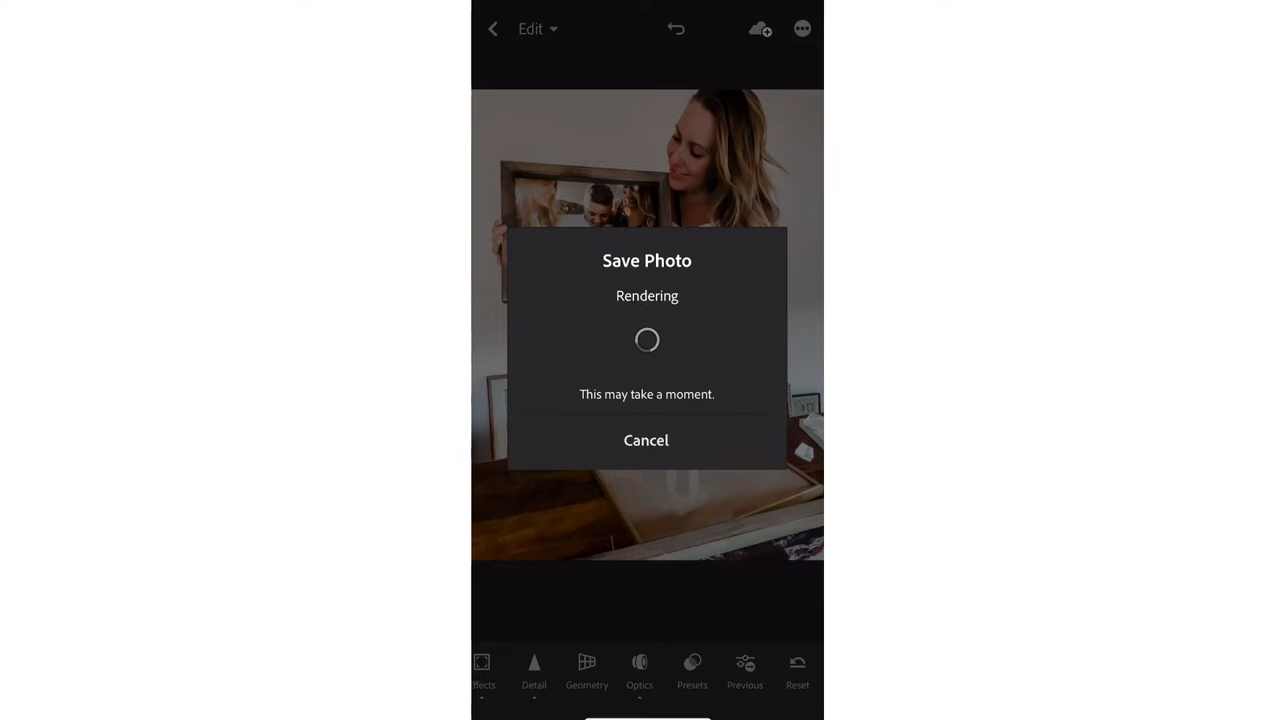 Edit
Save Photo
Rendering
This may take a moment.
Cancel
ffects
Detail
Geometry
Optics
Presets
Previous
Reset